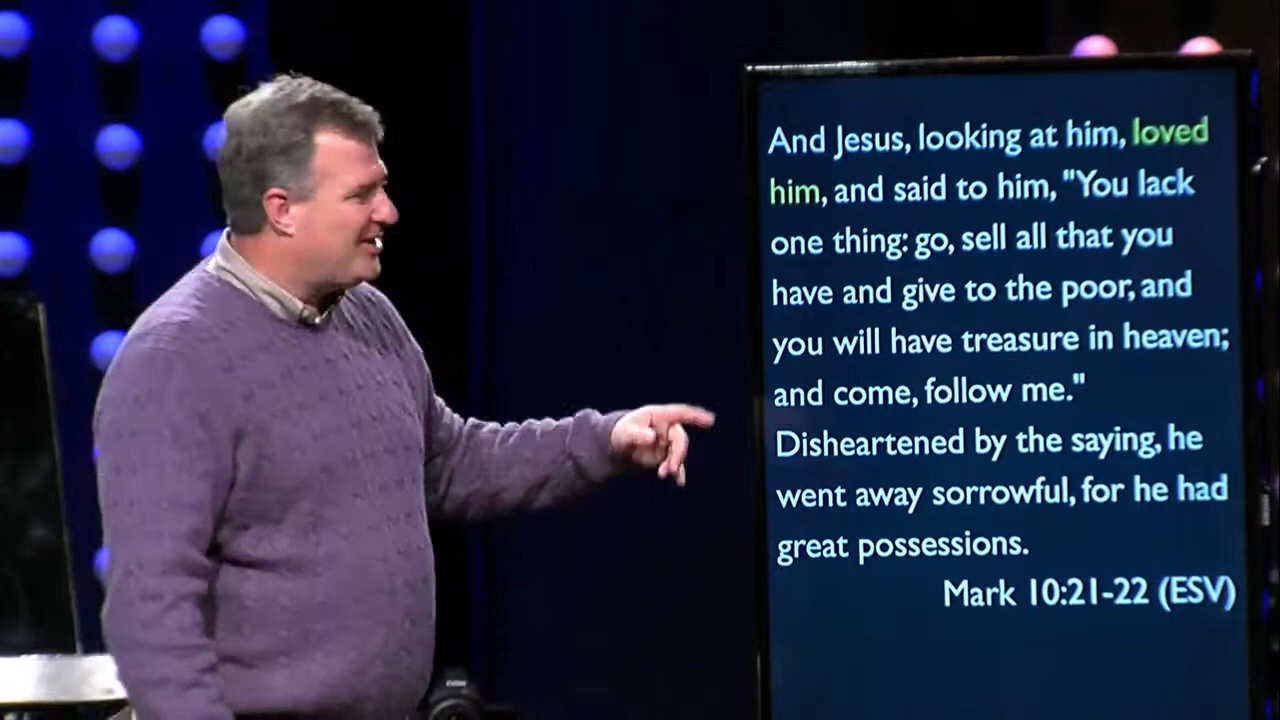 And Jesus, looking at him, loved
him, and said to him, "You lack
one thing: go, sell all that you
have and give to the poor, and
you will have treasure in heaven;
and come, follow me."
Disheartened by the saying, he
went away sorrowful, for he had
great possessions.
Mark 10:21-22 (ESV)